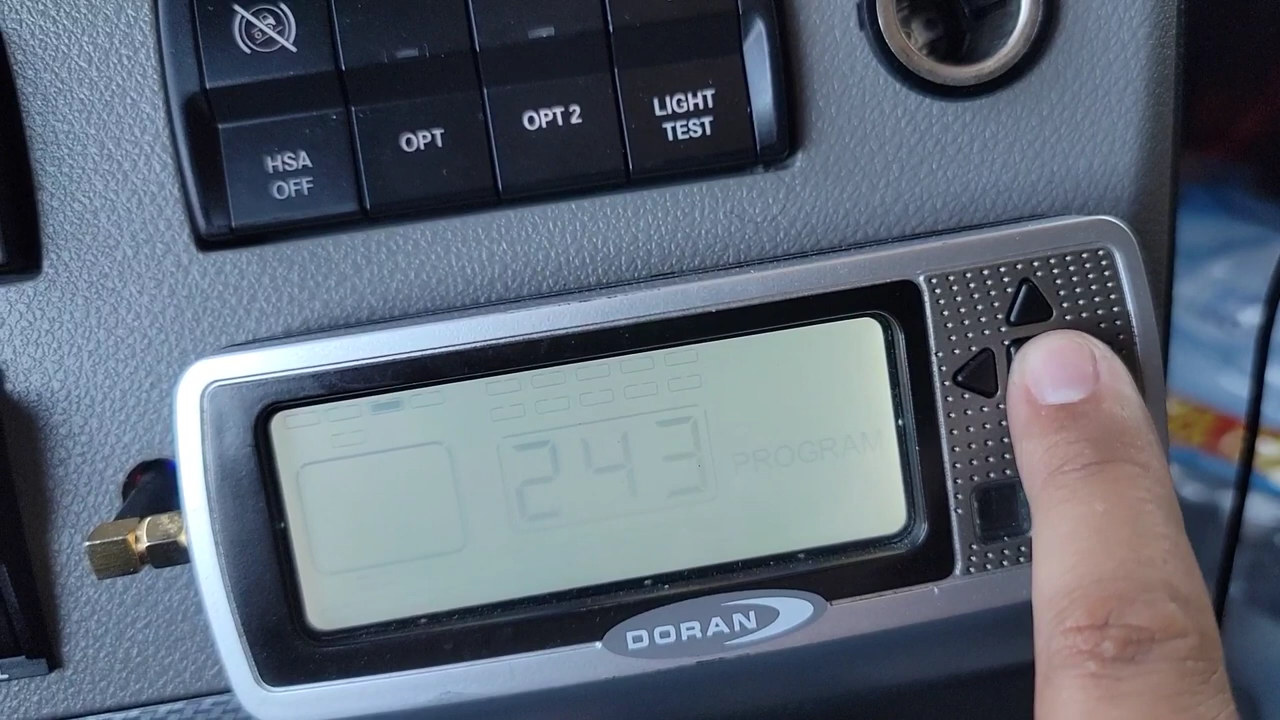 HSA
OFF
OPT
OPT 2
LIGHT
TEST
243
PROGRAM
DORAN